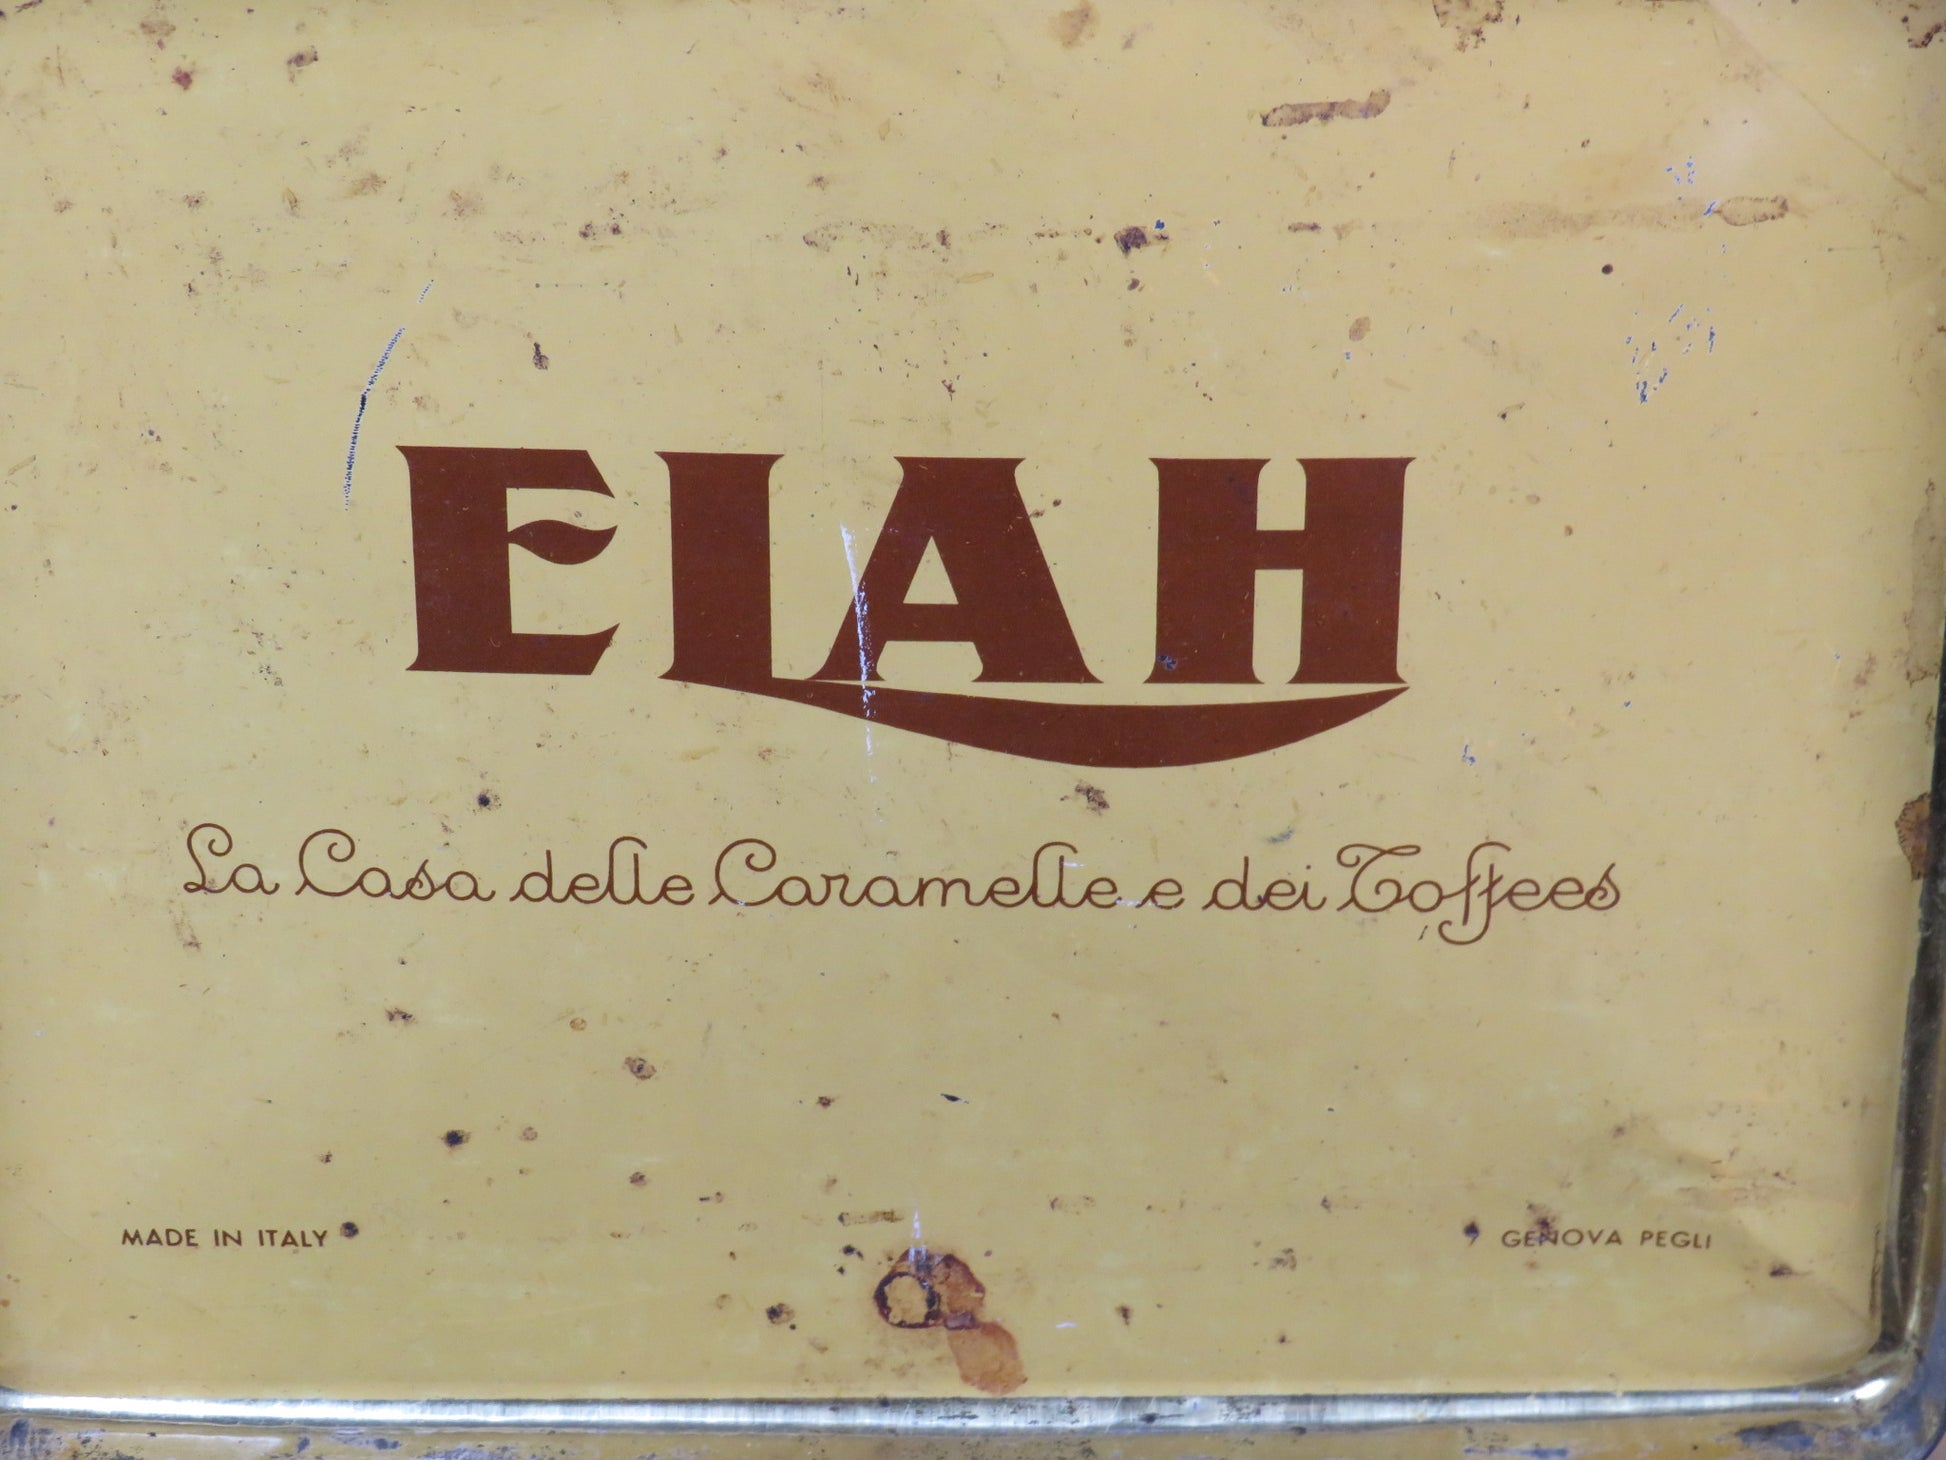 ELAH
La Casa delle Caramelle e dei Toffees
MADE IN ITALY
GENOVA PEGLI